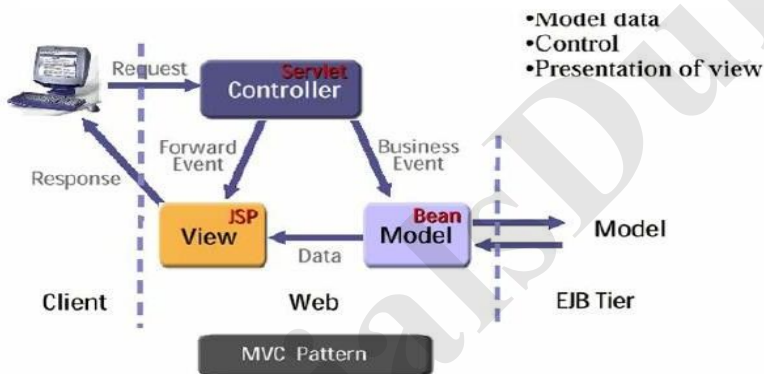 •Model data
•Control
•Presentation of view
Request
Servlet
Controller
Forward
Event
Business
Event
Response
JSP
View
Bean
Model
Data
Model
Client
Web
EJB Tier
MVC Pattern